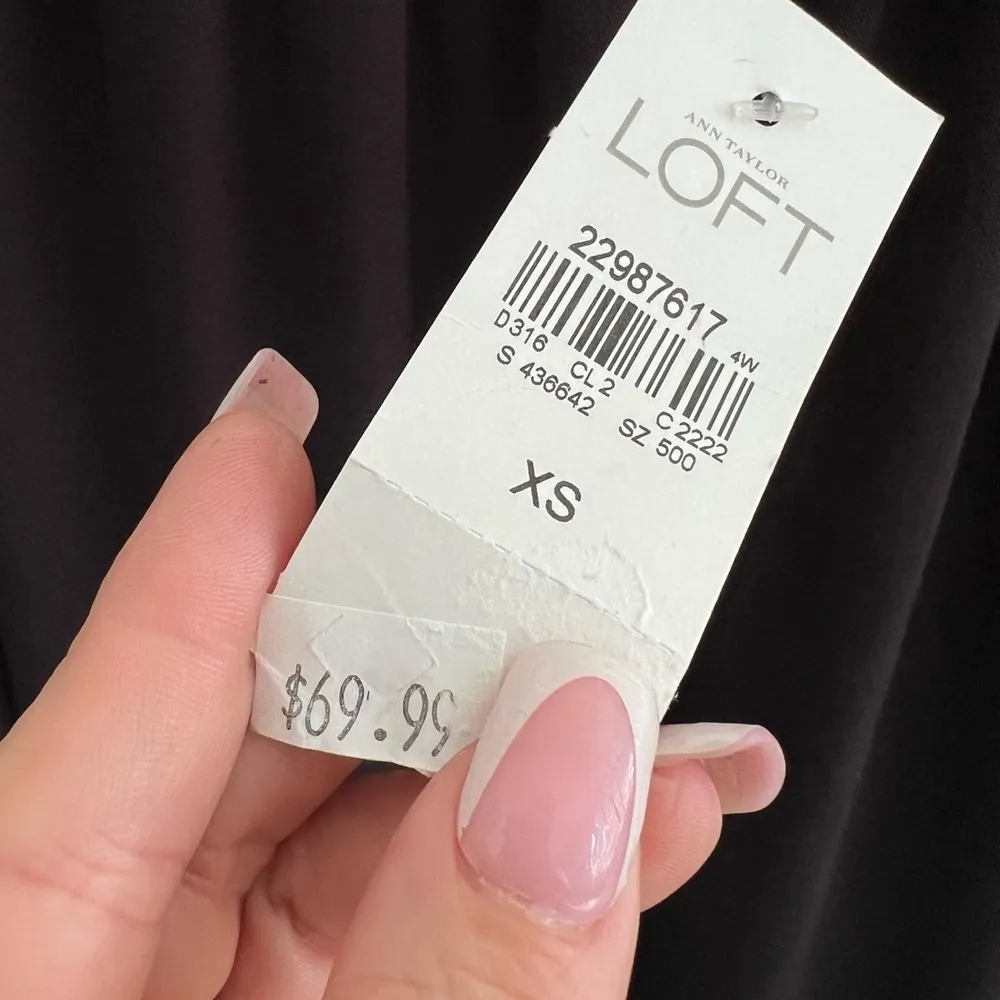 ANN TAYLOR
LOFT
22987617
4W
D316 CL 2 C 2222
S 436642 SZ 500
XS
$69.99